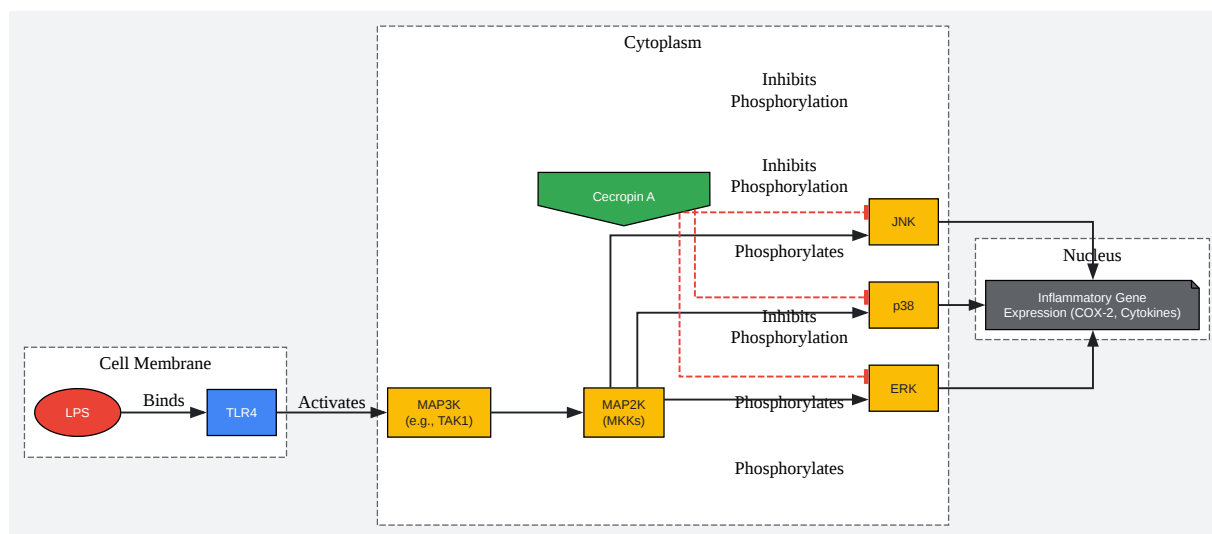 Cytoplasm
Inhibits
Phosphorylation
Inhibits
Phosphorylation
Cecropin A
JNK
Phosphorylates
Nucleus
p38
Inflammatory Gene
Expression (COX-2, Cytokines)
Inhibits
Phosphorylation
Cell Membrane
ERK
LPS
Binds
TLR4
Activates
MAP3K
(e.g., TAK1)
MAP2K
(MKKs)
Phosphorylates
Phosphorylates